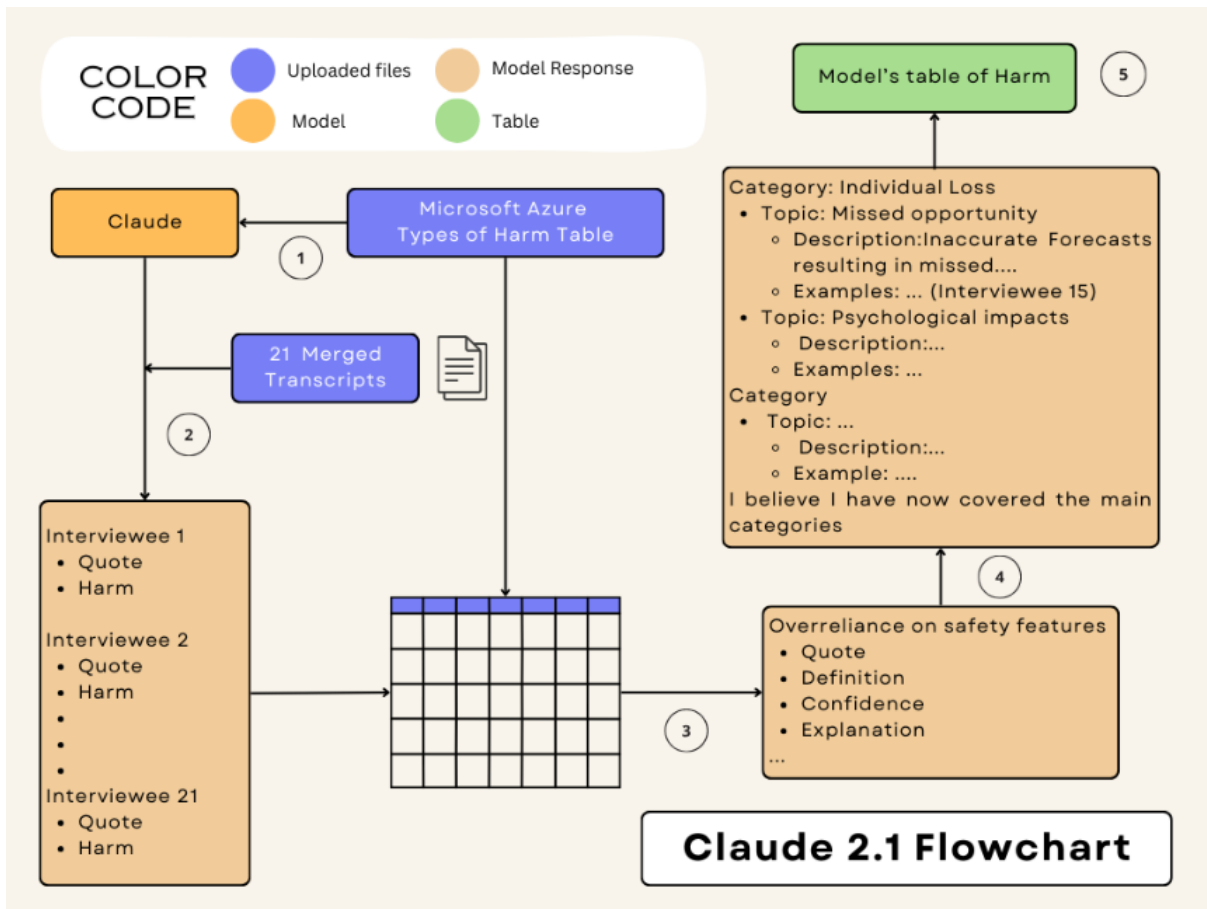 COLOR
CODE
Uploaded files
Model Response
Model
Table
Model's table of Harm
5
Claude
Microsoft Azure
Types of Harm Table
1
21 Merged
Transcripts
2
Interviewee 1
• Quote
• Harm
Interviewee 2
• Quote
• Harm
•
•
•
Interviewee 21
• Quote
• Harm
3
Overreliance on safety features
• Quote
• Definition
• Confidence
• Explanation
...
4
Category: Individual Loss
• Topic: Missed opportunity
◦ Description:Inaccurate Forecasts
resulting in missed....
◦ Examples: ... (Interviewee 15)
• Topic: Psychological impacts
◦ Description:...
◦ Examples: ...
Category
• Topic: ...
◦ Description:...
◦ Example: ....
I believe I have now covered the main
categories
Claude 2.1 Flowchart